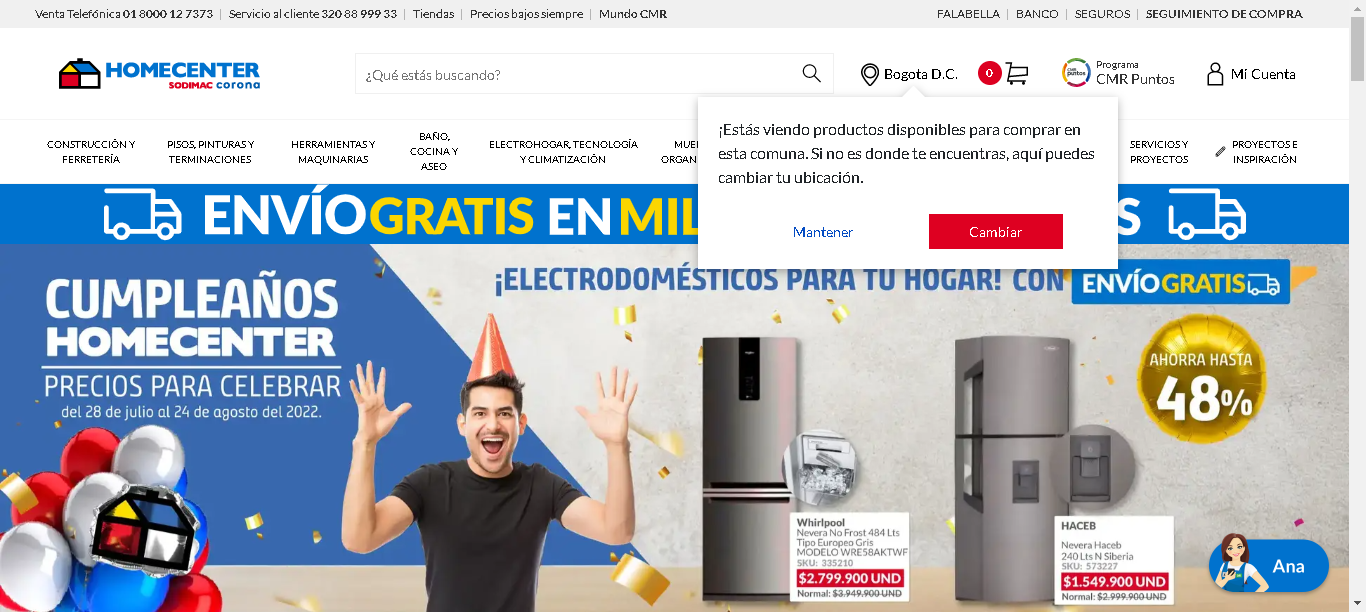 Venta Telefónica 01 8000 12 7373 | Servicio al cliente 320 88 999 33 | Tiendas | Precios bajos siempre | Mundo CMR
FALABELLA | BANCO | SEGUROS | SEGUIMIENTO DE COMPRA
HOMECENTER
SODIMAC corona
¿Qué estás buscando?
Bogota D.C.
0
CMR puntos
Programa
CMR Puntos
Mi Cuenta
CONSTRUCCIÓN Y
FERRETERÍA
PISOS, PINTURAS Y
TERMINACIONES
HERRAMIENTAS Y
MAQUINARIAS
BAÑO,
COCINA Y
ASEO
ELECTROHOGAR, TECNOLOGÍA
Y CLIMATIZACIÓN
MUE
ORGAN
SERVICIOS Y
PROYECTOS
PROYECTOS E
INSPIRACIÓN
¡Estás viendo productos disponibles para comprar en
esta comuna. Si no es donde te encuentras, aquí puedes
cambiar tu ubicación.
Mantener
Cambiar
ENVÍO GRATIS EN MIL
S
CUMPLEAÑOS
HOMECENTER
PRECIOS PARA CELEBRAR
del 28 de julio al 24 de agosto del 2022.
¡ELECTRODOMÉSTICOS PARA TU HOGAR! CON ENVÍO GRATIS
AHORRA HASTA
48%
Whirlpool
Nevera No Frost 484 Lts
Tipo Europeo Gris
MODELO WRE58AKTWF
SKU: 335210
$2.799.900 UND
Normal: $3.949.900 UND
HACEB
Nevera Haceb
240 Lts N Siberia
SKU: 573227
$1.549.900 UND
Normal: $2.999.900 UND
Ana